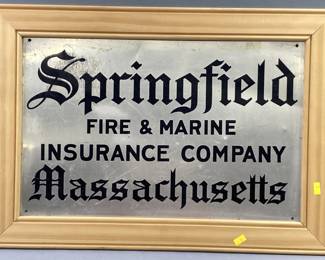 Springfield
FIRE & MARINE
INSURANCE COMPANY
Massachusetts